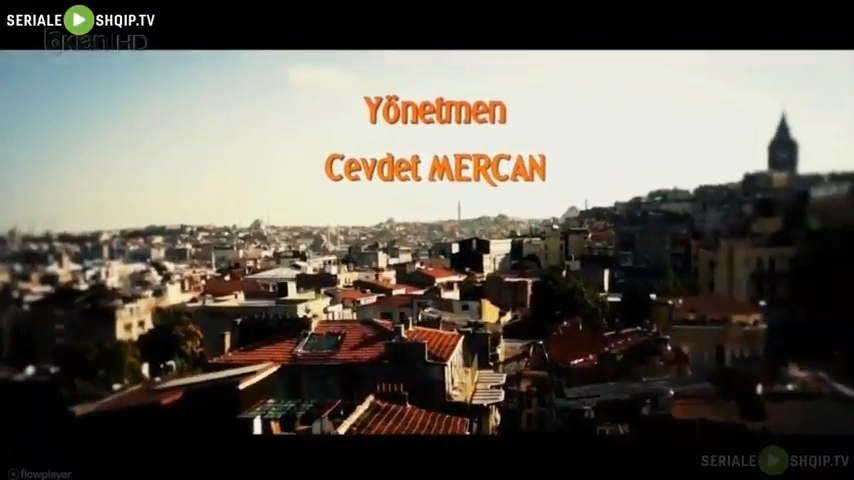 SERIALE SHQIP.TV
Yönetmen
Cevdet MERCAN
SERIALE SHQIP.TV
flowplayer